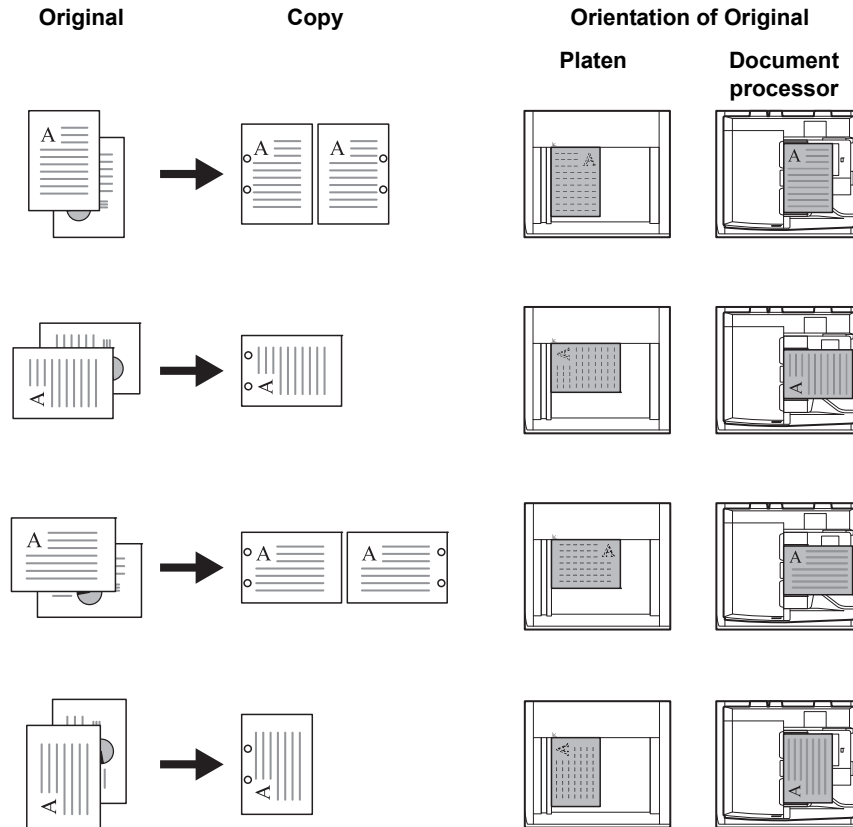 Original Copy Orientation of Original
Platen Document
processor
A A A A A
A A A A
A A A A A
A A A A